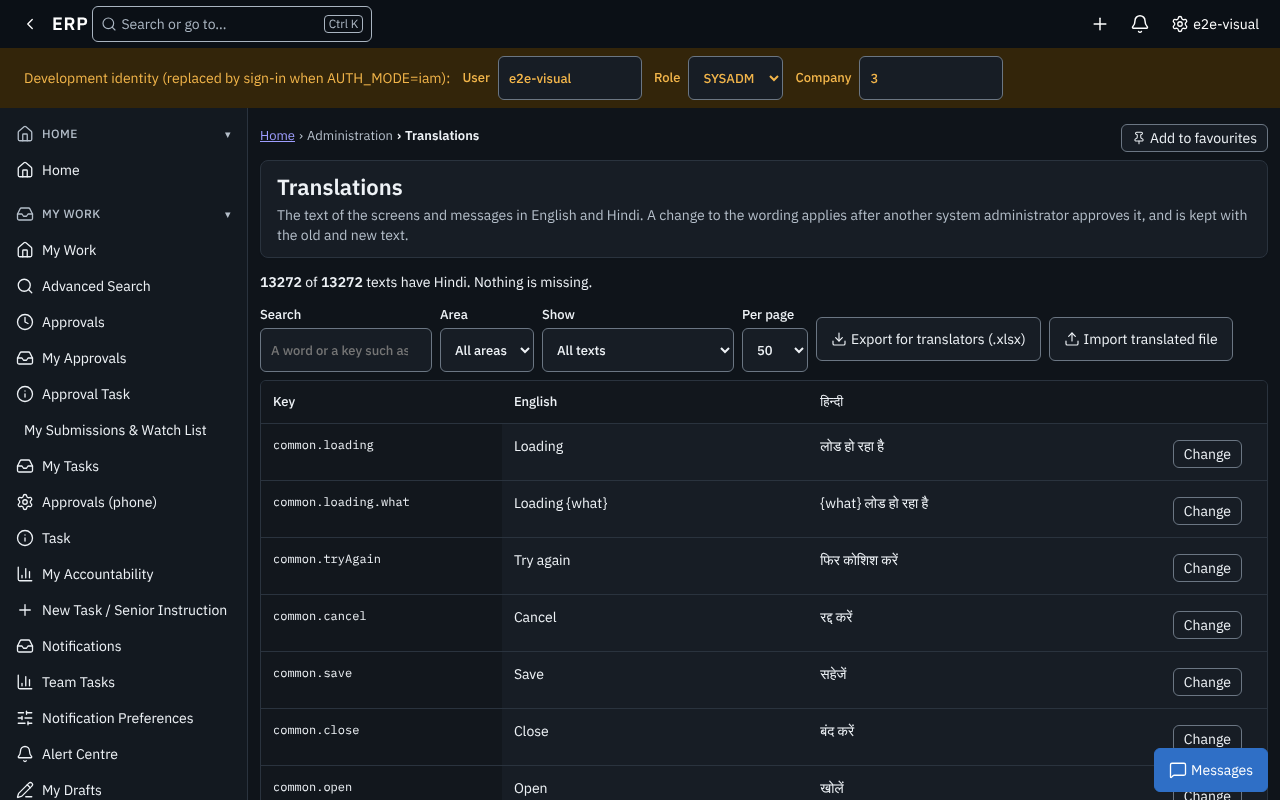 ERP
Search or go to...
Ctrl K
e2e-visual
Development identity (replaced by sign-in when AUTH_MODE=iam): User e2e-visual Role SYSADM Company 3
HOME
Home
MY WORK
My Work
Advanced Search
Approvals
My Approvals
Approval Task
My Submissions & Watch List
My Tasks
Approvals (phone)
Task
My Accountability
New Task / Senior Instruction
Notifications
Team Tasks
Notification Preferences
Alert Centre
My Drafts
Home › Administration › Translations
Add to favourites
Translations
The text of the screens and messages in English and Hindi. A change to the wording applies after another system administrator approves it, and is kept with
the old and new text.
13272 of 13272 texts have Hindi. Nothing is missing.
Search Area Show Per page
A word or a key such as All areas All texts 50 Export for translators (.xlsx) Import translated file
Key English हिन्दी
common.loading Loading लोड हो रहा है Change
common.loading.what Loading {what} {what} लोड हो रहा है Change
common.tryAgain Try again फिर कोशिश करें Change
common.cancel Cancel रद्द करें Change
common.save Save सहेजें Change
common.close Close बंद करें Change
common.open Open खोलें Change
Messages